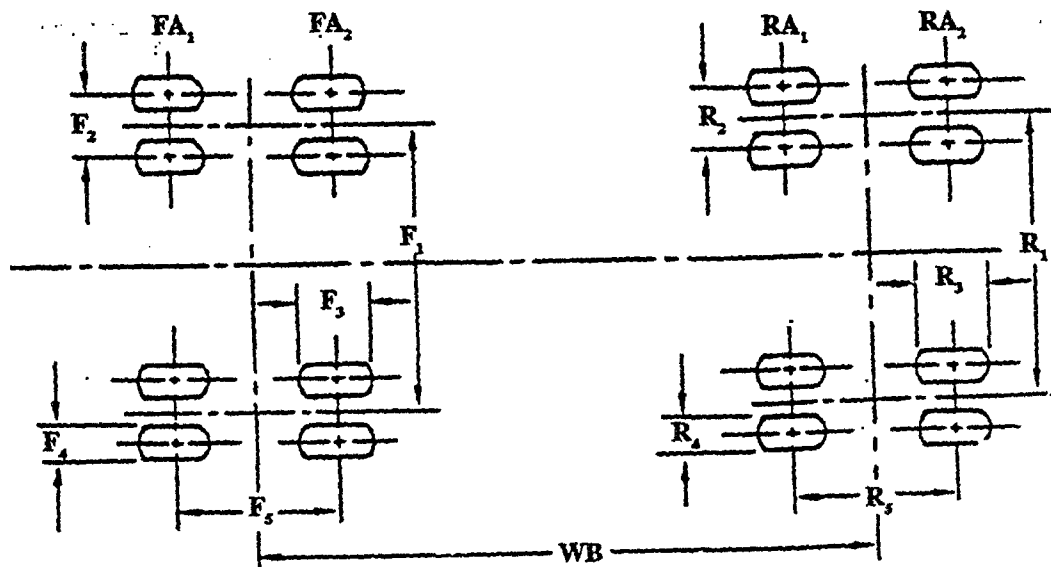 FA₁ FA₂ RA₁ RA₂
F₂ R₂
F₁ R₁
F₃ R₃
F₄ R₄
F₅ R₅
WB